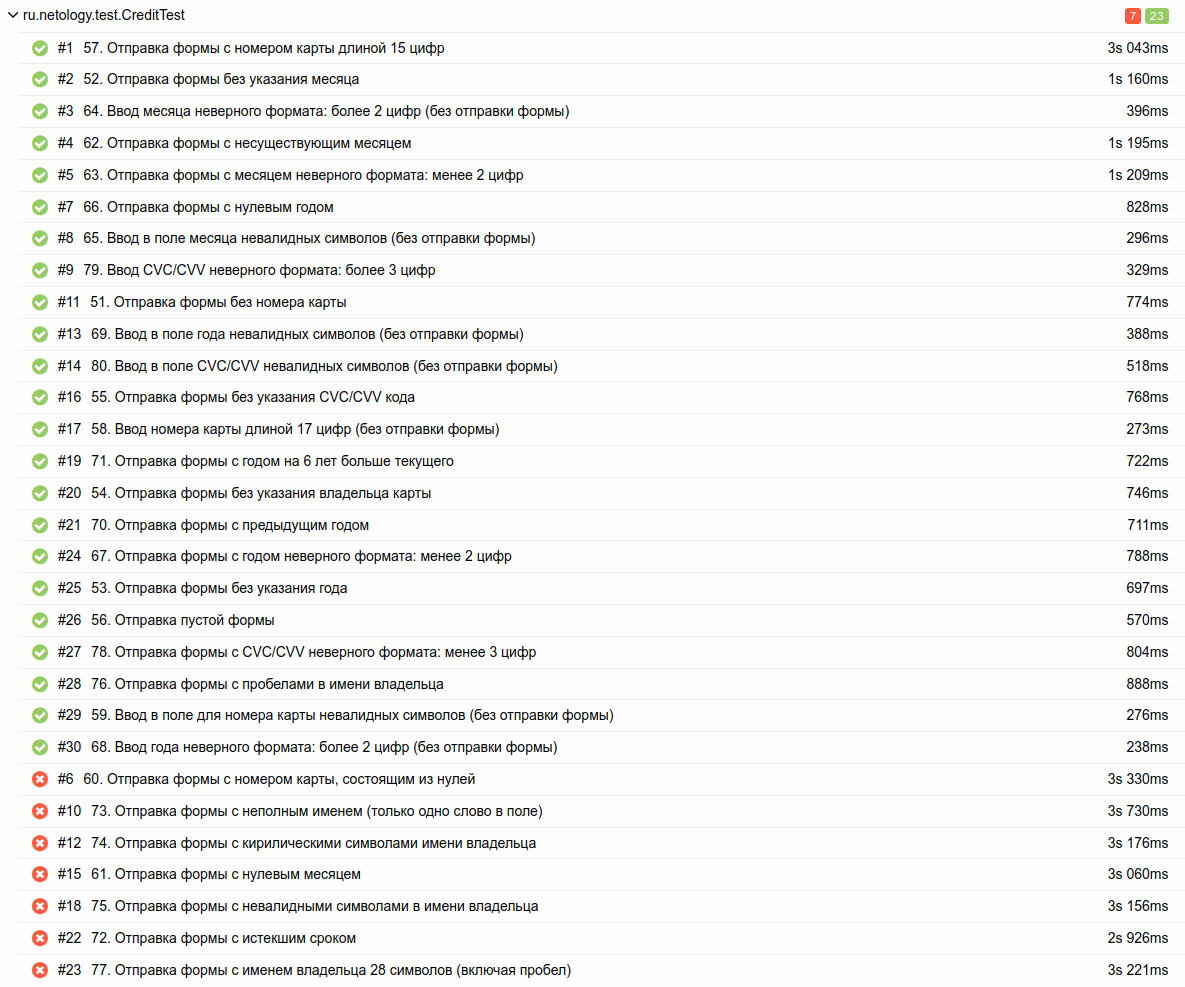 ru.netology.test.CreditTest 7 23
#1 57. Отправка формы с номером карты длиной 15 цифр 3s 043ms
#2 52. Отправка формы без указания месяца 1s 160ms
#3 64. Ввод месяца неверного формата: более 2 цифр (без отправки формы) 396ms
#4 62. Отправка формы с несуществующим месяцем 1s 195ms
#5 63. Отправка формы с месяцем неверного формата: менее 2 цифр 1s 209ms
#7 66. Отправка формы с нулевым годом 828ms
#8 65. Ввод в поле месяца невалидных символов (без отправки формы) 296ms
#9 79. Ввод CVC/CVV неверного формата: более 3 цифр 329ms
#11 51. Отправка формы без номера карты 774ms
#13 69. Ввод в поле года невалидных символов (без отправки формы) 388ms
#14 80. Ввод в поле CVC/CVV невалидных символов (без отправки формы) 518ms
#16 55. Отправка формы без указания CVC/CVV кода 768ms
#17 58. Ввод номера карты длиной 17 цифр (без отправки формы) 273ms
#19 71. Отправка формы с годом на 6 лет больше текущего 722ms
#20 54. Отправка формы без указания владельца карты 746ms
#21 70. Отправка формы с предыдущим годом 711ms
#24 67. Отправка формы с годом неверного формата: менее 2 цифр 788ms
#25 53. Отправка формы без указания года 697ms
#26 56. Отправка пустой формы 570ms
#27 78. Отправка формы с CVC/CVV неверного формата: менее 3 цифр 804ms
#28 76. Отправка формы с пробелами в имени владельца 888ms
#29 59. Ввод в поле для номера карты невалидных символов (без отправки формы) 276ms
#30 68. Ввод года неверного формата: более 2 цифр (без отправки формы) 238ms
#6 60. Отправка формы с номером карты, состоящим из нулей 3s 330ms
#10 73. Отправка формы с неполным именем (только одно слово в поле) 3s 730ms
#12 74. Отправка формы с кирилическими символами имени владельца 3s 176ms
#15 61. Отправка формы с нулевым месяцем 3s 060ms
#18 75. Отправка формы с невалидными символами в имени владельца 3s 156ms
#22 72. Отправка формы с истекшим сроком 2s 926ms
#23 77. Отправка формы с именем владельца 28 символов (включая пробел) 3s 221ms